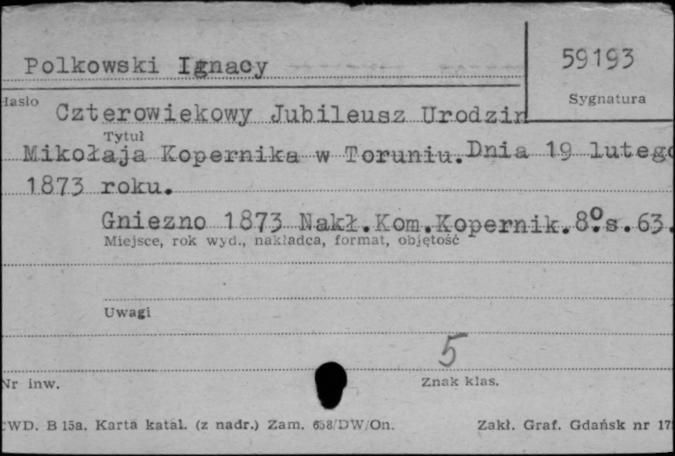 59193
Polkowski Ignacy
Sygnatura
Hasło
Czterowiekowy Jubileusz Urodzin
Tytuł
Mikołaja Kopernika w Toruniu. Dnia 19 lutego
1873 roku.
Gniezno 1873 Nakł. Kom. Kopernik. 8° s. 63.
Miejsce, rok wyd., nakładca, format, objętość
Uwagi
5
Nr inw.
Znak klas.
CWD. B 15a. Karta katal. (z nadr.) Zam. 658/DW/On.
Zakł. Graf. Gdańsk nr 17